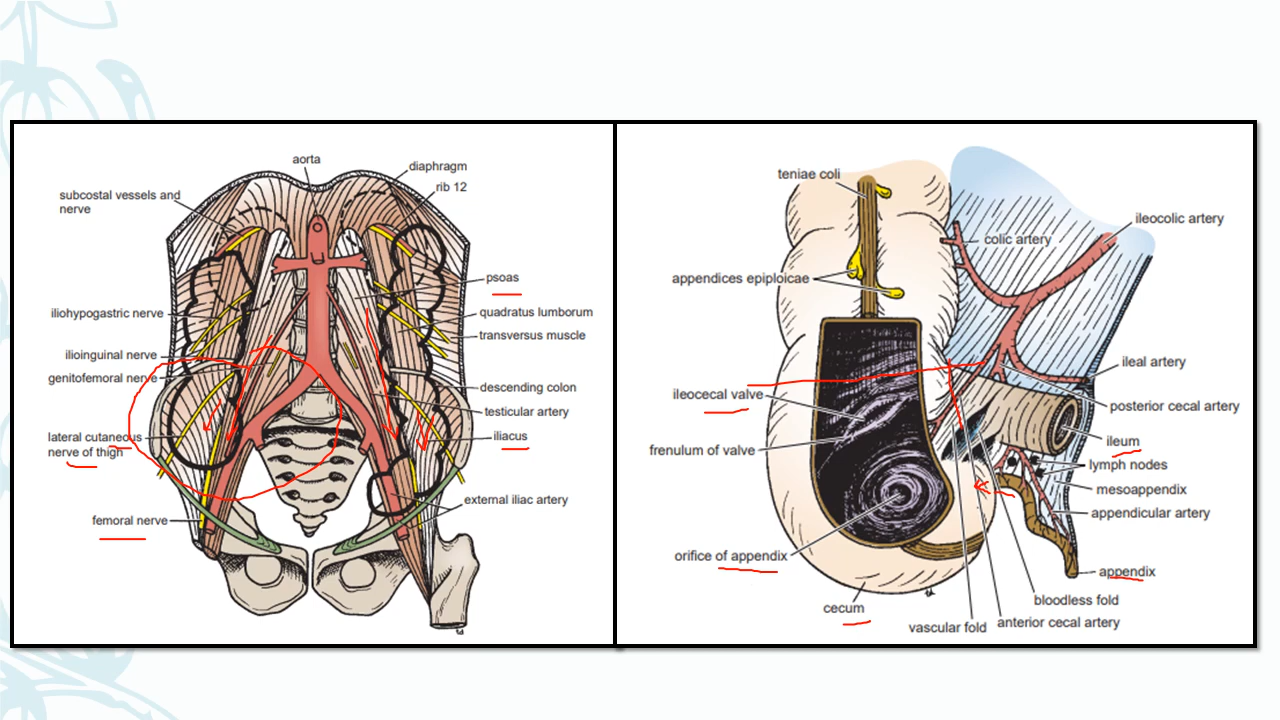 aorta
diaphragm
rib 12
subcostal vessels and
nerve
psoas
iliohypogastric nerve
quadratus lumborum
transversus muscle
ilioinguinal nerve
genitofemoral nerve
descending colon
testicular artery
lateral cutaneous
nerve of thigh
iliacus
external iliac artery
femoral nerve
teniae coli
ileocolic artery
colic artery
appendices epiploicae
ileal artery
ileocecal valve
posterior cecal artery
ileum
frenulum of valve
lymph nodes
mesoappendix
appendicular artery
orifice of appendix
appendix
bloodless fold
cecum
anterior cecal artery
vascular fold